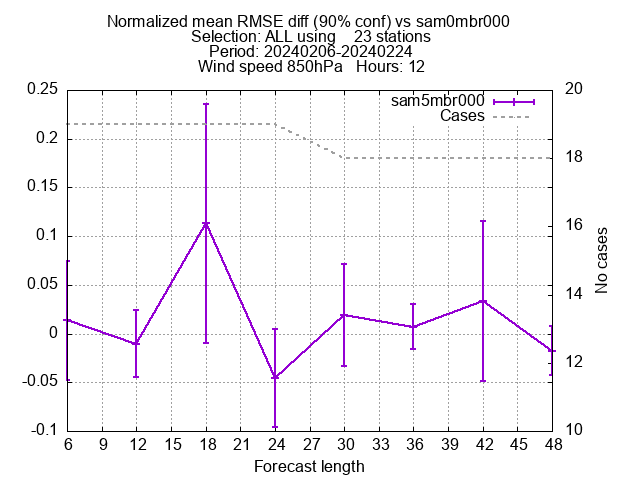 Normalized mean RMSE diff (90% conf) vs sam0mbr000
Selection: ALL using    23 stations
Period: 20240206-20240224
Wind speed 850hPa   Hours: 12
sam5mbr000
Cases
0.25
0.2
0.15
0.1
0.05
0
-0.05
-0.1
20
18
16
14
12
10
No cases
6 9 12 15 18 21 24 27 30 33 36 39 42 45 48
Forecast length